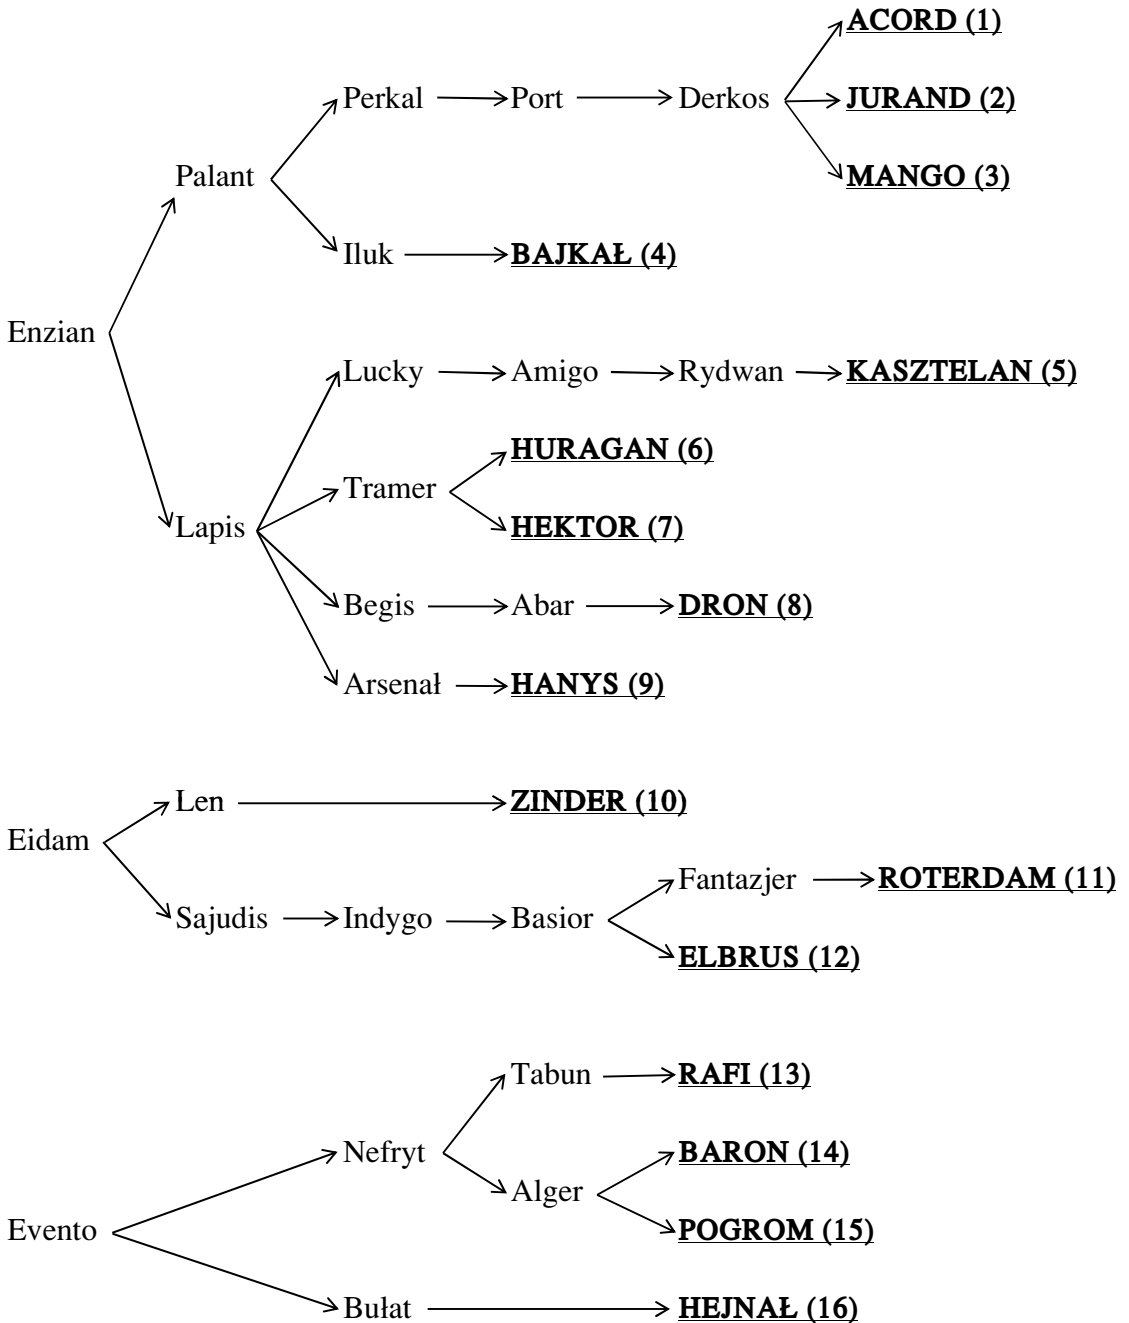 ACORD (1)
Perkal Port Derkos JURAND (2)
Palant MANGO (3)
Iluk BAJKAŁ (4)
Enzian
Lucky Amigo Rydwan KASZTELAN (5)
HURAGAN (6)
Tramer
Lapis HEKTOR (7)
Begis Abar DRON (8)
Arsenał HANYS (9)
Len ZINDER (10)
Eidam
Fantazjer ROTERDAM (11)
Sajudis Indygo Basior
ELBRUS (12)
Tabun RAFI (13)
Nefryt BARON (14)
Alger
Evento POGROM (15)
Bułat HEJNAŁ (16)